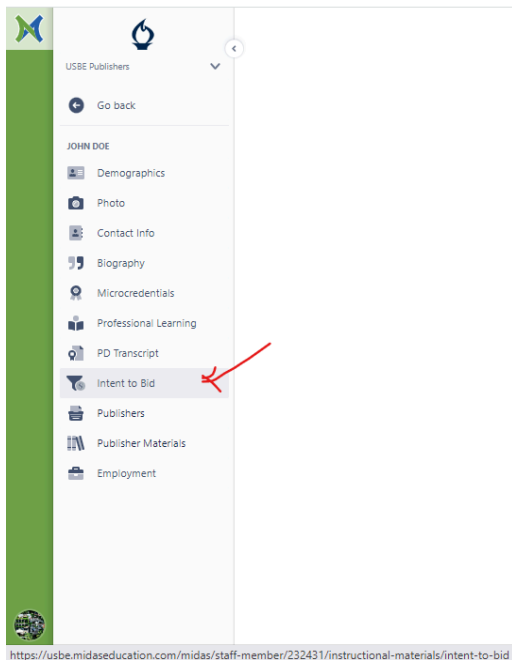 USBE Publishers
Go back
JOHN DOE
Demographics
Photo
Contact Info
Biography
Microcredentials
Professional Learning
PD Transcript
Intent to Bid
Publishers
Publisher Materials
Employment
https://usbe.midaseducation.com/midas/staff-member/232431/instructional-materials/intent-to-bid